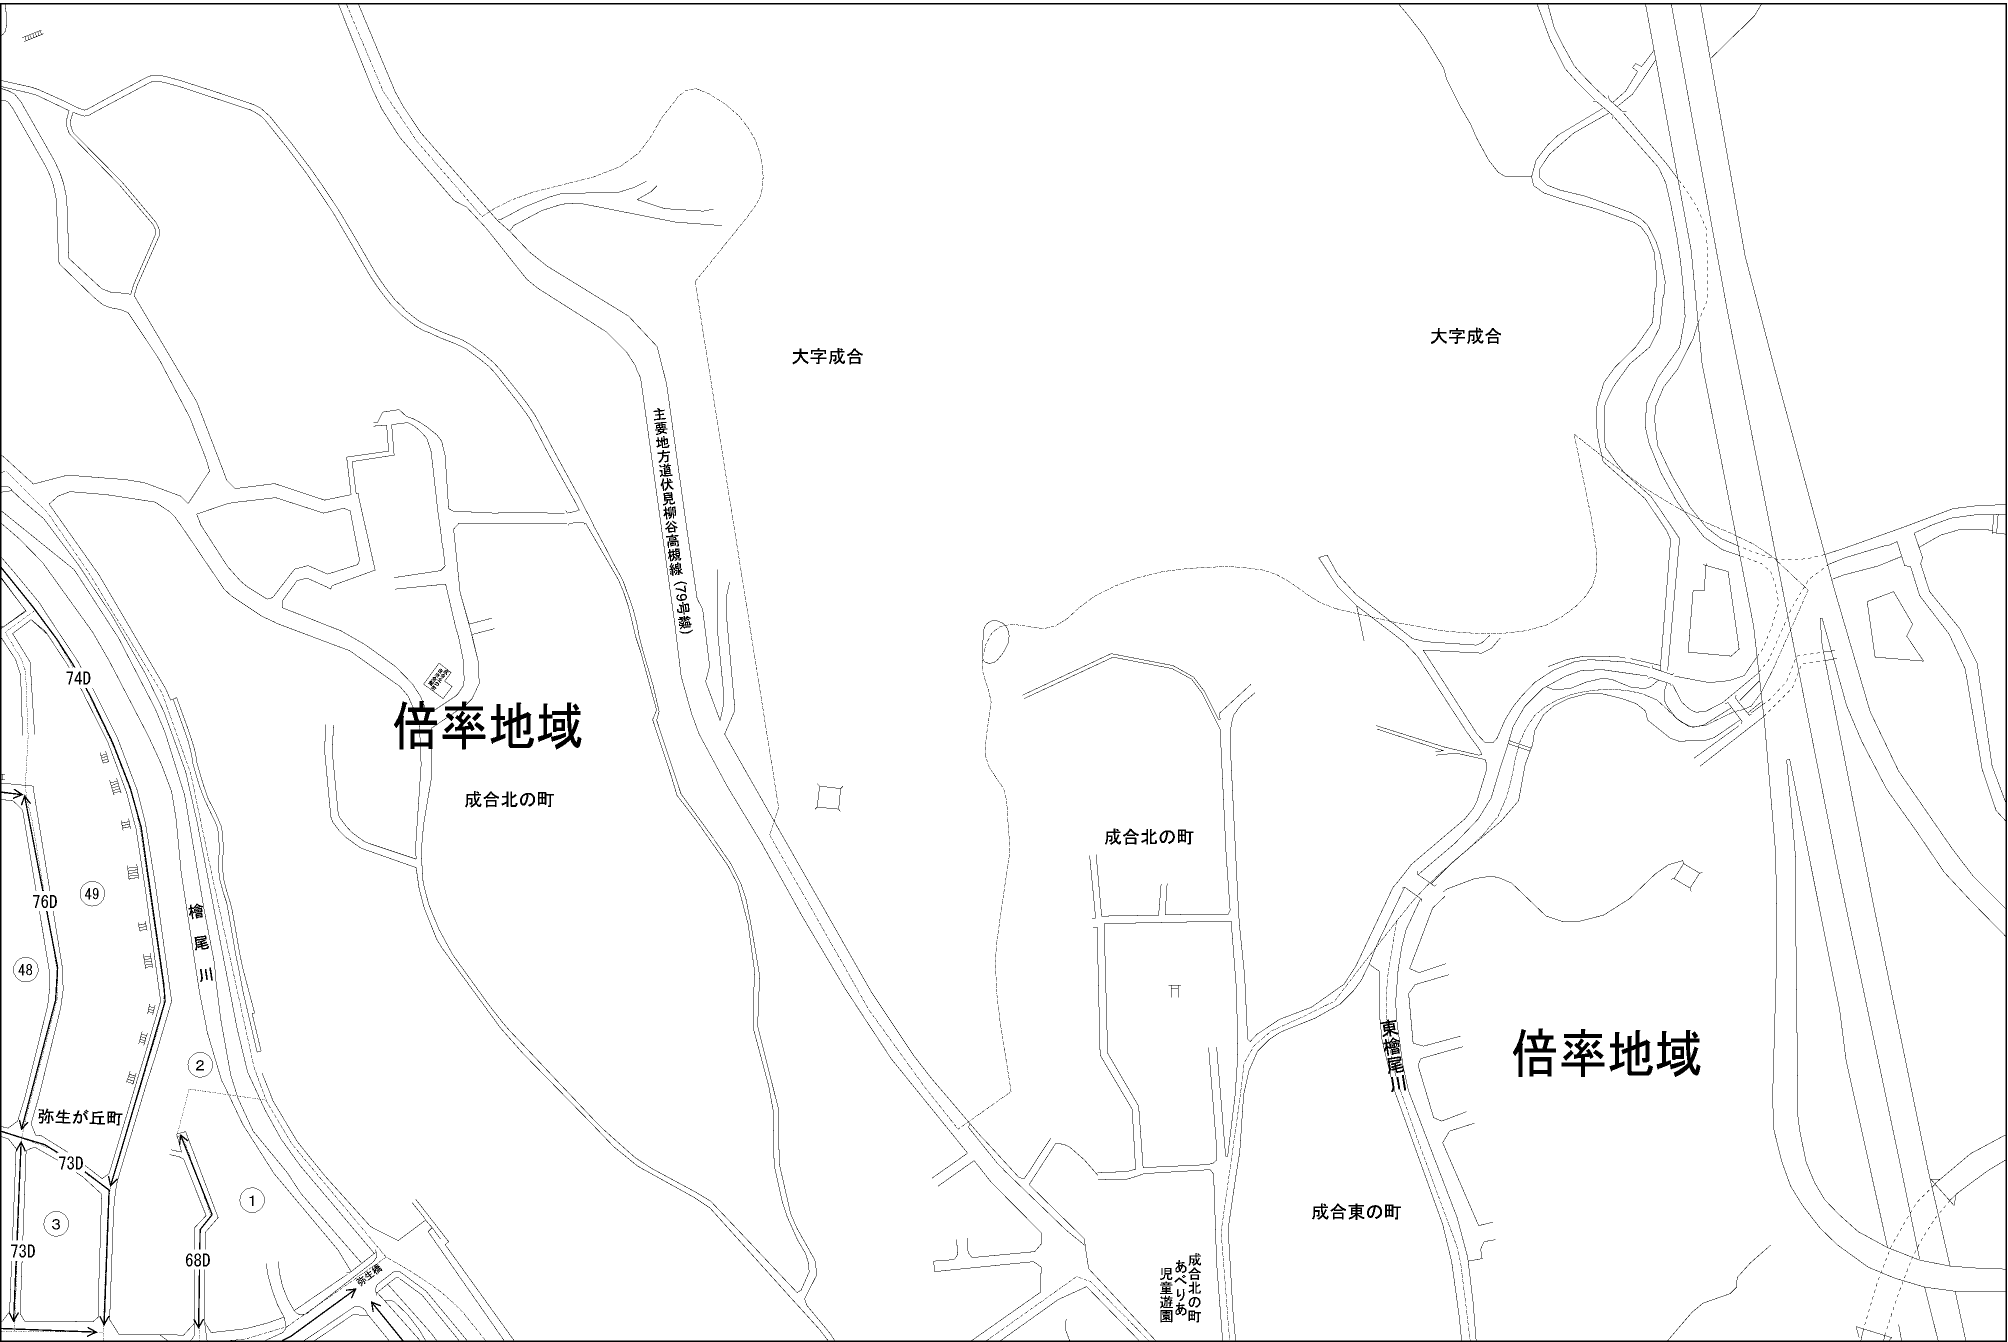 大字成合
大字成合
主要地方道伏見柳谷高槻線(79号線)
74D
倍率地域
成合北の町
成合北の町
76D
49
檜尾川
48
東檜尾川
倍率地域
2
弥生が丘町
73D
1
3
成合東の町
73D
68D
弥生橋
成合北の町
あべりあ
児童遊園